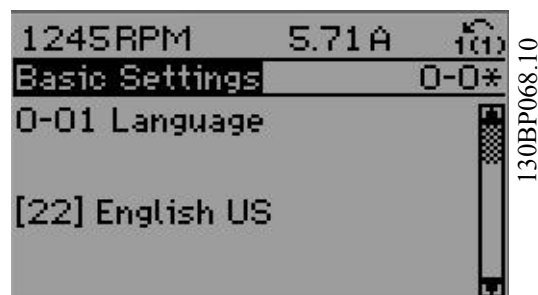 1245RPM 5.71A 1(1)
Basic Settings 0-0*
0-01 Language
[22] English US
130BP068.10